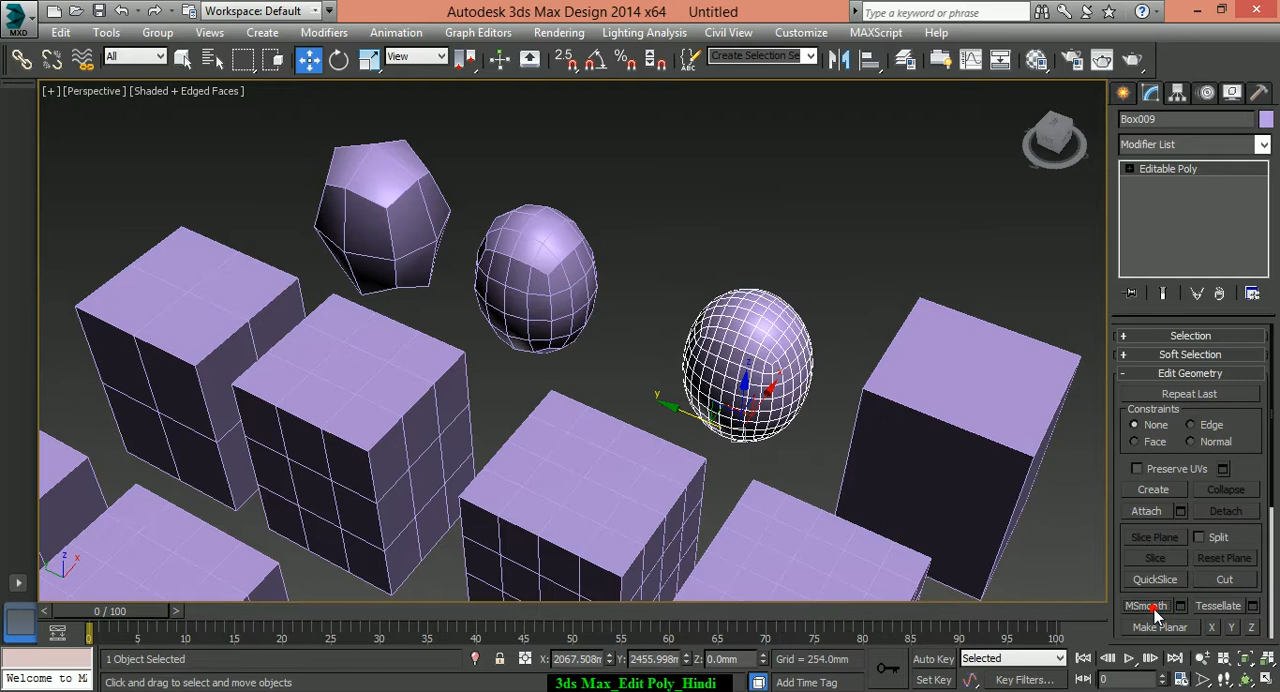 Workspace: Default
Autodesk 3ds Max Design 2014 x64 Untitled
Type a keyword or phrase
MXD
Edit Tools Group Views Create Modifiers Animation Graph Editors Rendering Lighting Analysis Civil View Customize MAXScript Help
All
View
2.5
Create Selection Se
[+] [Perspective] [Shaded + Edged Faces]
Box009
Modifier List
Editable Poly
+ Selection
+ Soft Selection
- Edit Geometry
Repeat Last
Constraints
None Edge
Face Normal
Preserve UVs
Create Collapse
Attach Detach
Slice Plane Split
Slice Reset Plane
QuickSlice Cut
MSmooth Tessellate
Make Planar X Y Z
z
y
z
x
< 0 / 100 >
0 5 10 15 20 25 30 35 40 45 50 55 60 65 70 75 80 85 90 95 100
1 Object Selected
X: 2067.508m Y: 2455.998m Z: 0.0mm
Grid = 254.0mm
Auto Key Selected
Welcome to M
Click and drag to select and move objects
3ds Max_Edit Poly_Hindi
Add Time Tag
Set Key Key Filters...
0